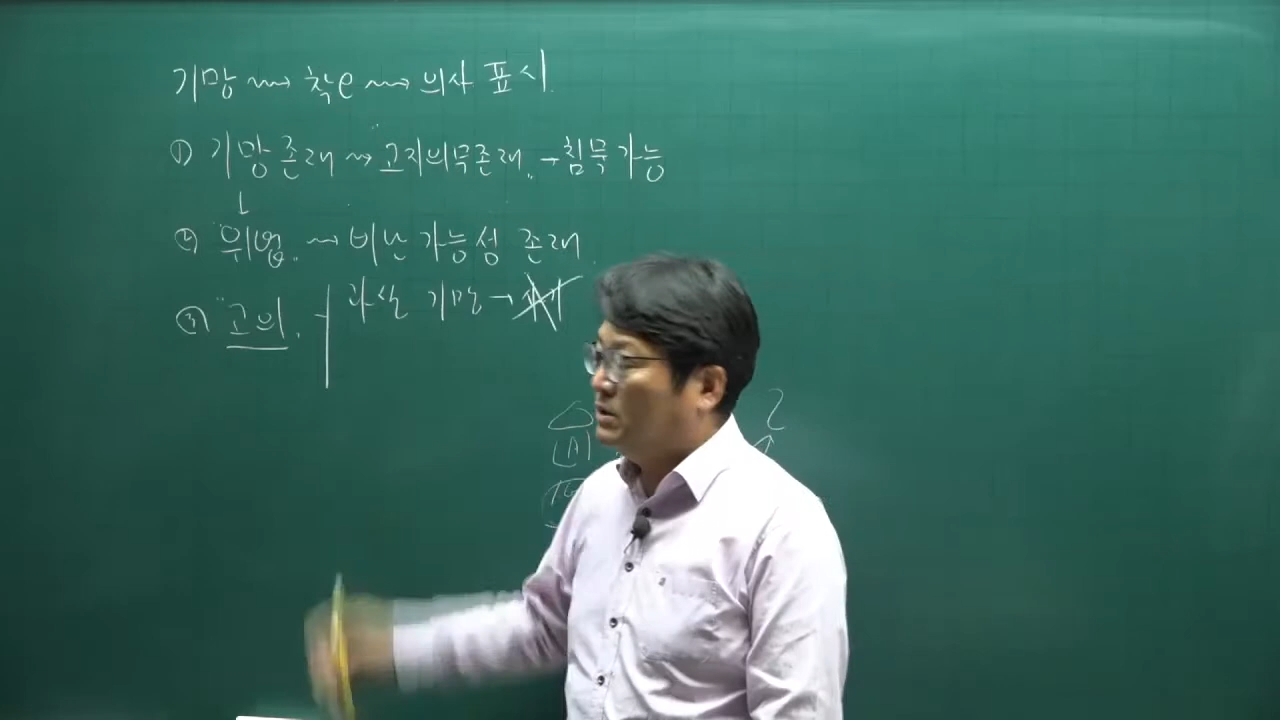 기망 → 착오 → 의사 표시.
① 기망 존재 → 고지의무존재. → 침묵 가능
↓
② 위법. → 비난 가능성 존재.
③ 고의. 과실 기망 →
2